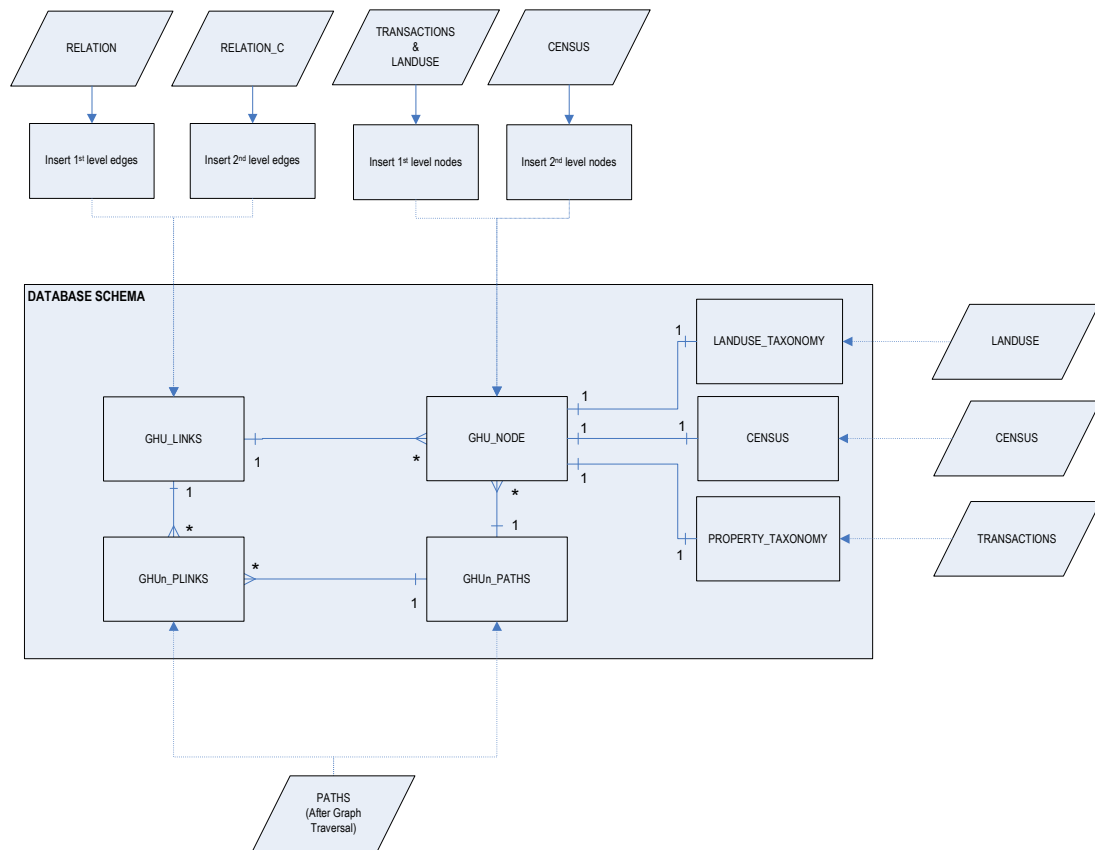 RELATION
RELATION_C
TRANSACTIONS
&
LANDUSE
CENSUS
Insert 1st level edges
Insert 2nd level edges
Insert 1st level nodes
Insert 2nd level nodes
DATABASE SCHEMA
1
LANDUSE_TAXONOMY
LANDUSE
1
GHU_LINKS
1
*
GHU_NODE
1
1
CENSUS
CENSUS
1
1
*
*
1
PROPERTY_TAXONOMY
1
TRANSACTIONS
GHUn_PLINKS
*
1
GHUn_PATHS
PATHS
(After Graph
Traversal)